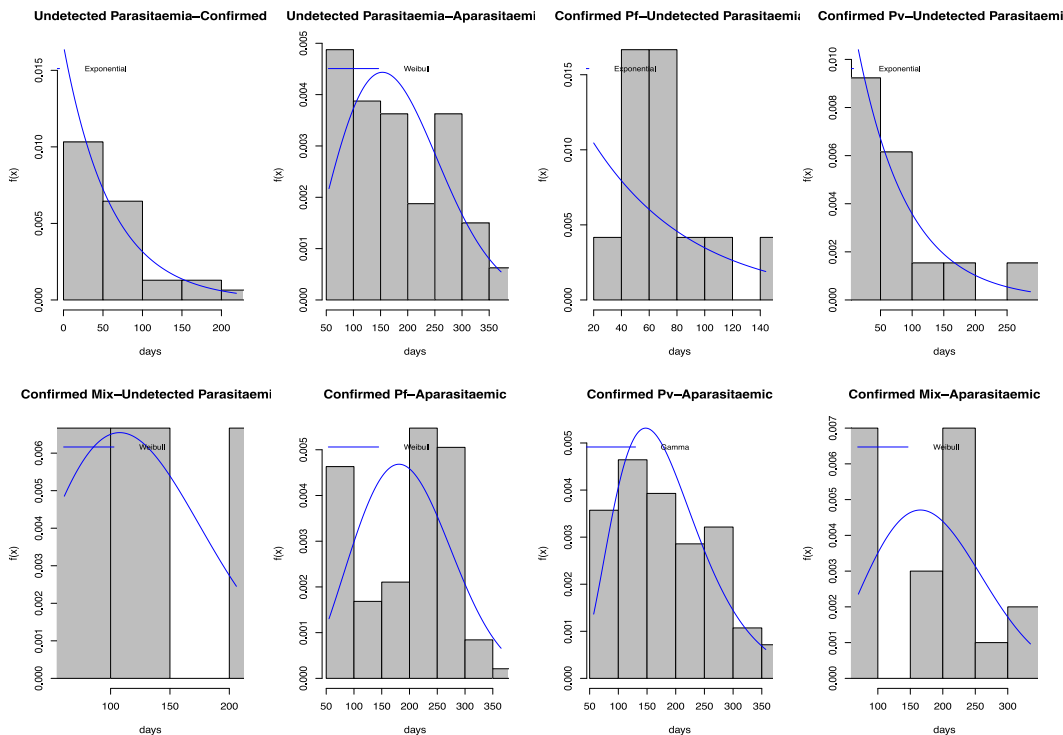 Undetected Parasitaemia–Confirmed
0.000 0.005 0.010 0.015
f(x)
Exponential
0 50 100 150 200
days
Undetected Parasitaemia–Aparasitaemi
0.000 0.001 0.002 0.003 0.004 0.005
f(x)
Weibull
50 100 150 200 250 300 350
days
Confirmed Pf–Undetected Parasitaemia
0.000 0.005 0.010 0.015
f(x)
Exponential
20 40 60 80 100 120 140
days
Confirmed Pv–Undetected Parasitaemi
0.000 0.002 0.004 0.006 0.008 0.010
f(x)
Exponential
50 100 150 200 250
days
Confirmed Mix–Undetected Parasitaemi
0.000 0.001 0.002 0.003 0.004 0.005 0.006
f(x)
Weibull
100 150 200
days
Confirmed Pf–Aparasitaemic
0.000 0.001 0.002 0.003 0.004 0.005
f(x)
Weibull
50 100 150 200 250 300 350
days
Confirmed Pv–Aparasitaemic
0.000 0.001 0.002 0.003 0.004 0.005
f(x)
Gamma
50 100 150 200 250 300 350
days
Confirmed Mix–Aparasitaemic
0.000 0.001 0.002 0.003 0.004 0.005 0.006 0.007
f(x)
Weibull
100 150 200 250 300
days